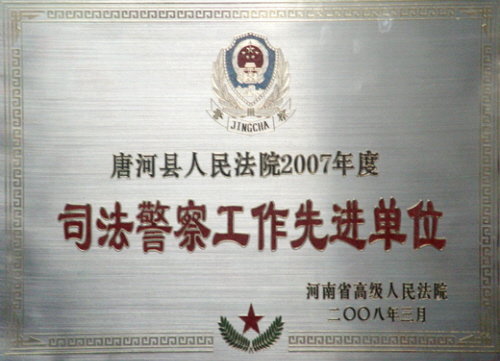 警察
JINGCHA
唐河县人民法院2007年度
司法警察工作先进单位
河南省高级人民法院
二〇〇八年三月